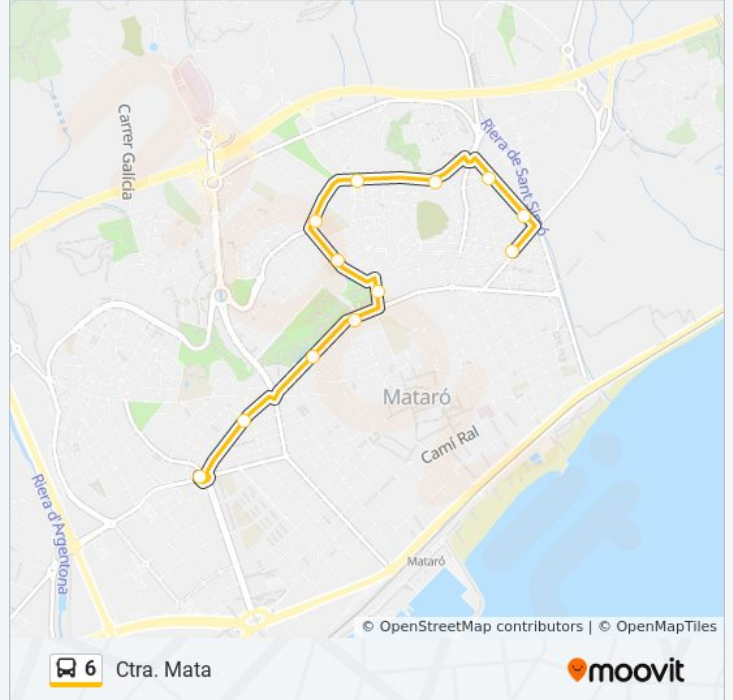 Carrer Galícia
Riera de Sant Simó
Mataró
Camí Ral
Riera d'Argentona
Mataró
© OpenStreetMap contributors | © OpenMapTiles
6 Ctra. Mata
moovit